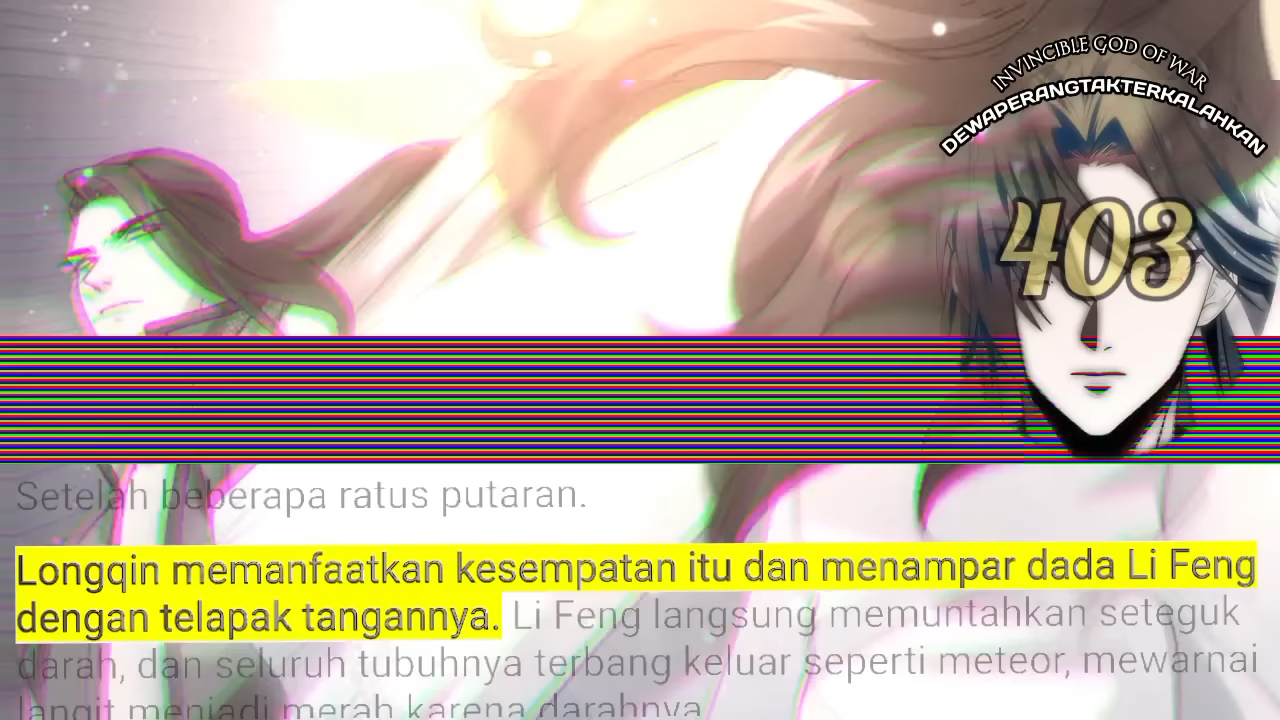 INVINCIBLE GOD OF WAR
DEWAPERANGTAKTERKALAHKAN
403
Setelah beberapa ratus putaran.
Longqin memanfaatkan kesempatan itu dan menampar dada Li Feng
dengan telapak tangannya. Li Feng langsung memuntahkan seteguk
darah, dan seluruh tubuhnya terbang keluar seperti meteor, mewarnai
langit menjadi merah karena darahnya